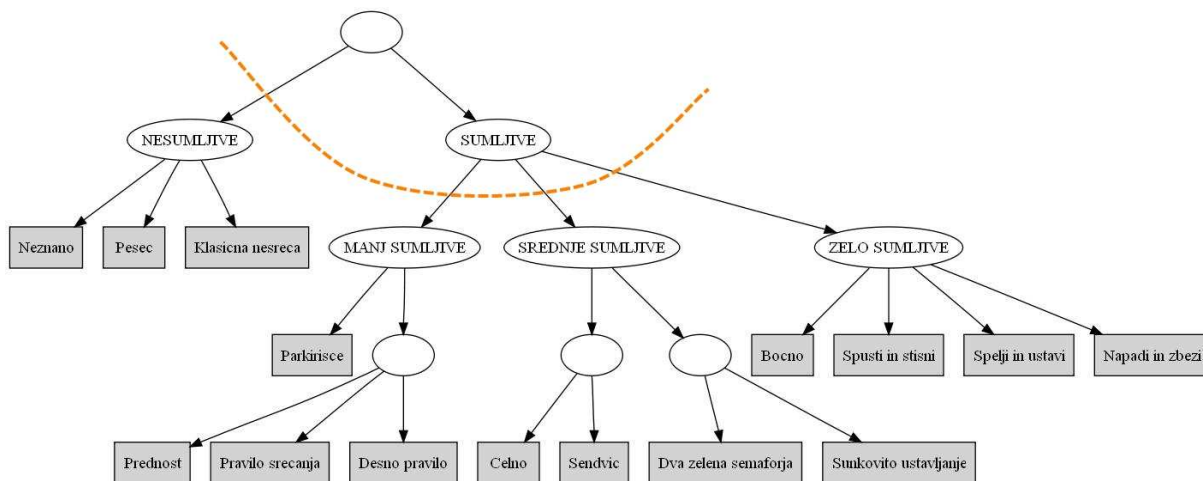 NESUMLJIVE
SUMLJIVE
Neznano
Pesec
Klasicna nesreca
MANJ SUMLJIVE
SREDNJE SUMLJIVE
ZELO SUMLJIVE
Parkirisce
Bocno
Spusti in stisni
Spelji in ustavi
Napadi in zbezi
Prednost
Pravilo srecanja
Desno pravilo
Celno
Sendvic
Dva zelena semaforja
Sunkovito ustavljanje